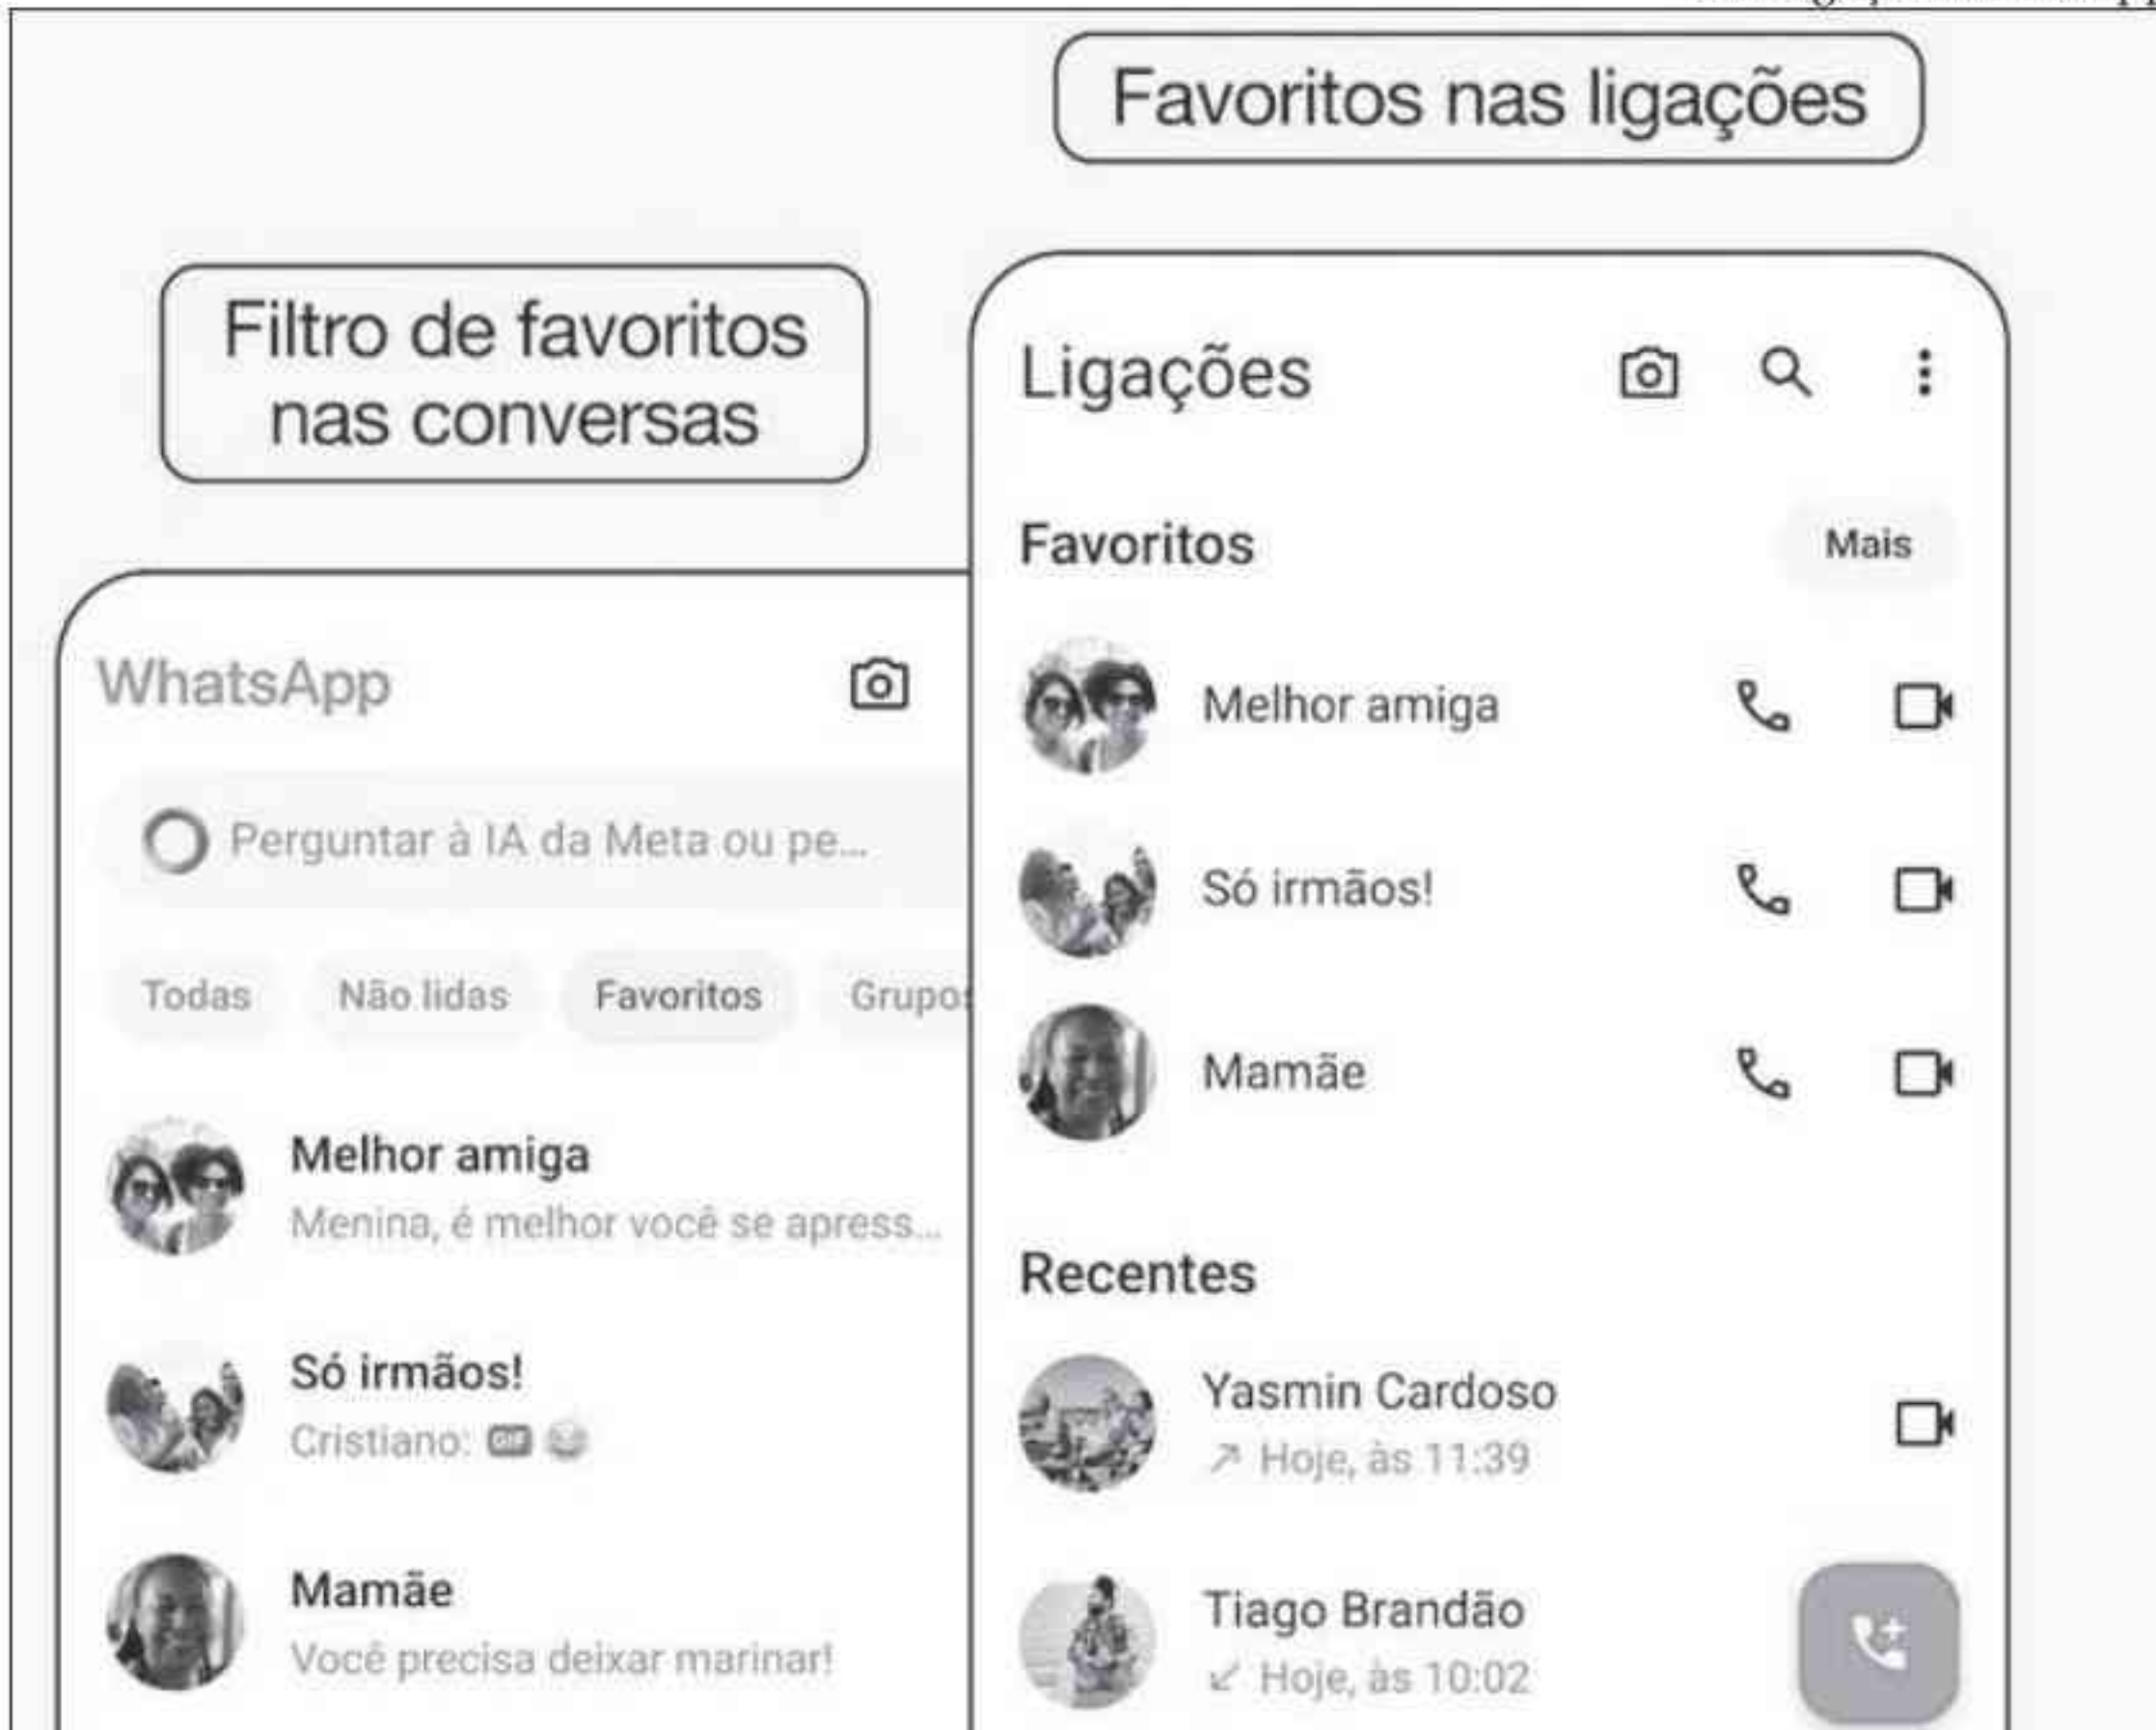 Favoritos nas ligações
Filtro de favoritos
nas conversas
WhatsApp
Perguntar à IA da Meta ou pe...
Todas
Não lidas
Favoritos
Grupos
Melhor amiga
Menina, é melhor você se apress...
Só irmãos!
Cristiano: GIF
Mamãe
Você precisa deixar marinar!
Ligações
Favoritos
Mais
Melhor amiga
Só irmãos!
Mamãe
Recentes
Yasmin Cardoso
Hoje, às 11:39
Tiago Brandão
Hoje, às 10:02